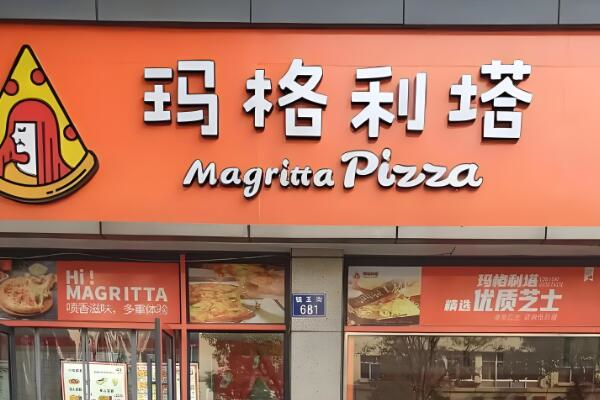 玛格利塔
Magritta Pizza
Hi！
MAGRITTA
喷香滋味，多重体验
681
玛格利塔
精选优质芝士